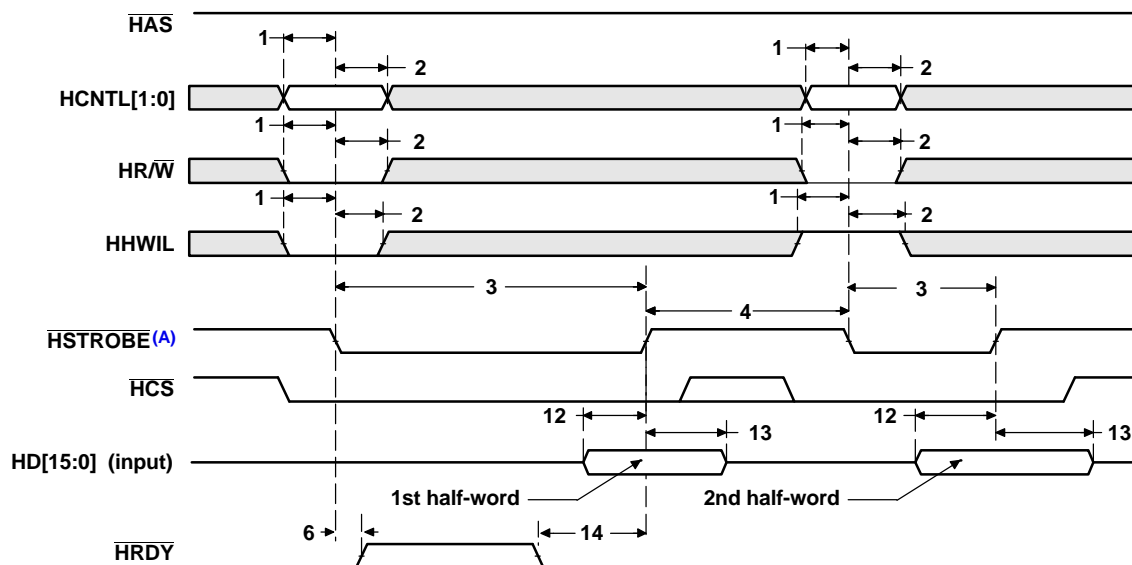 HAS
1
1
2
2
HCNTL[1:0]
1
1
2
2
HR/W
1
1
2
2
HHWIL
3
3
4
HSTROBE(A)
HCS
12
12
13
13
HD[15:0] (input)
1st half-word
2nd half-word
6
14
HRDY